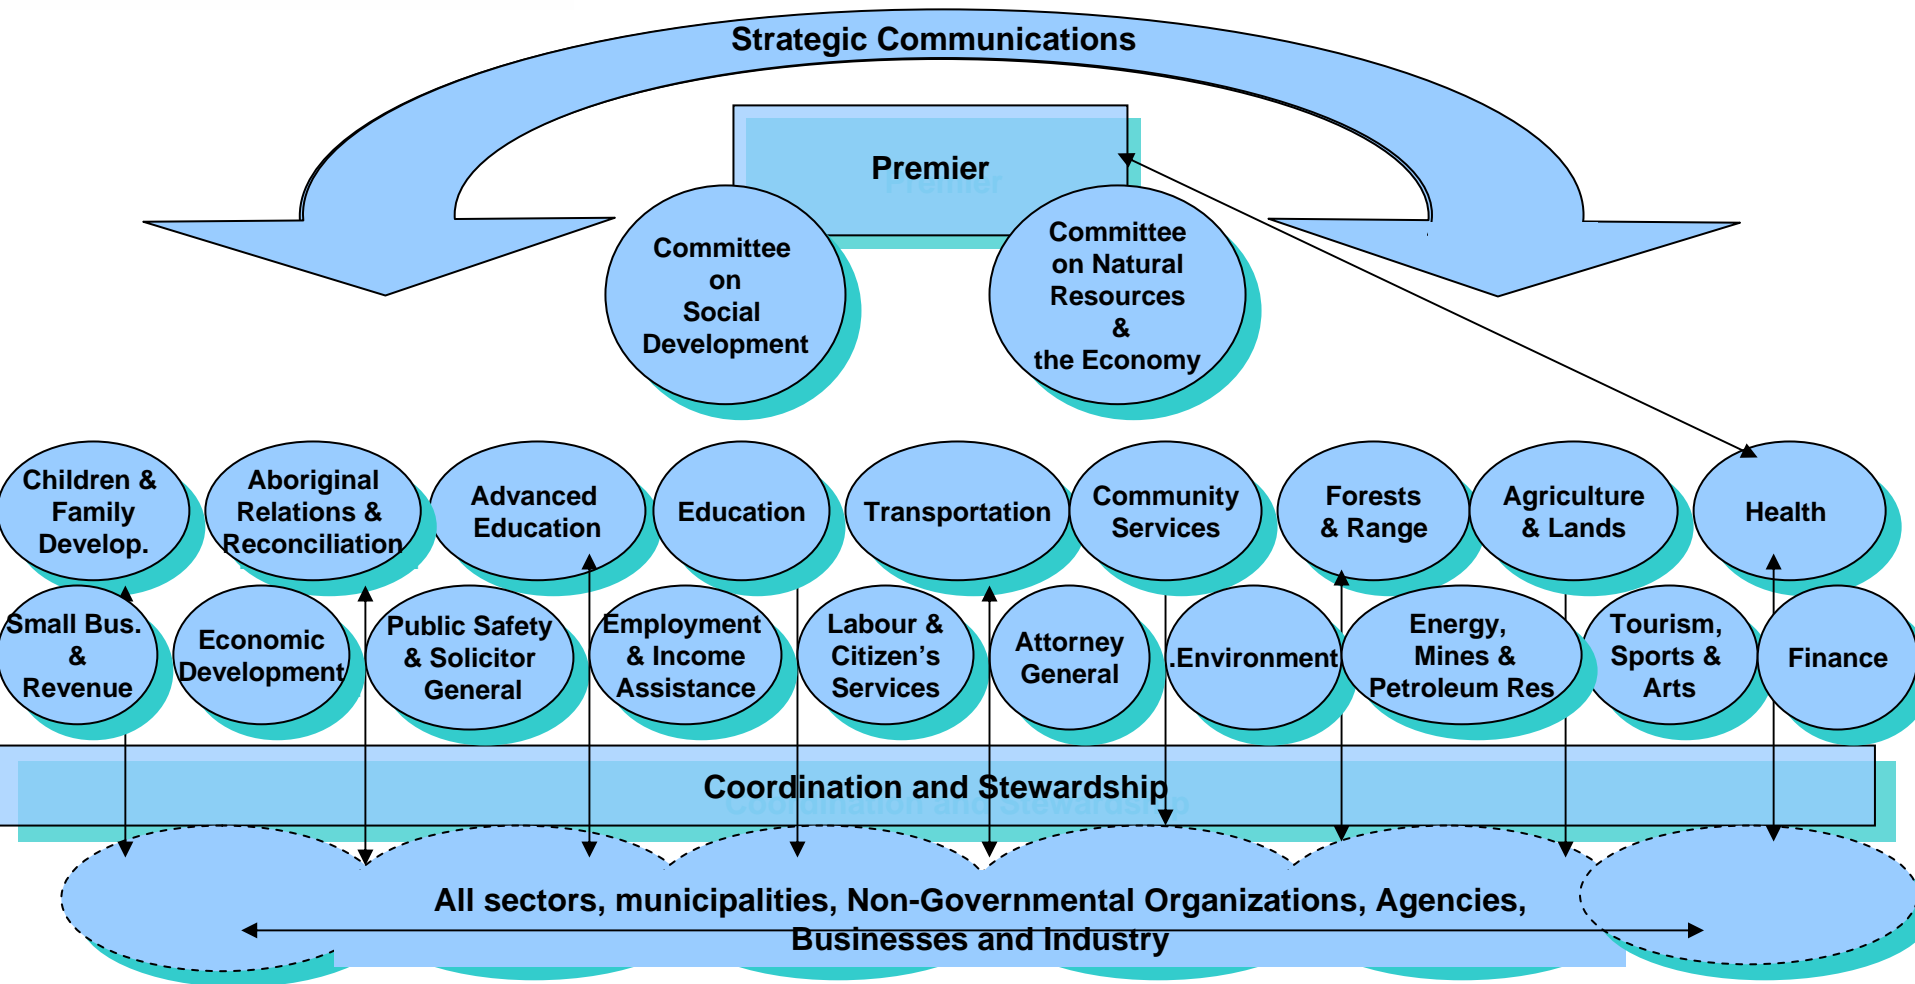 Strategic Communications
Premier
Committee
on
Social
Development
Committee
on Natural
Resources
&
the Economy
Children &
Family
Develop.
Aboriginal
Relations &
Reconciliation
Advanced
Education
Education
Transportation
Community
Services
Forests
& Range
Agriculture
& Lands
Health
Small Bus.
&
Revenue
Economic
Development
Public Safety
& Solicitor
General
Employment
& Income
Assistance
Labour &
Citizen's
Services
Attorney
General
.Environment
Energy,
Mines &
Petroleum Res
Tourism,
Sports &
Arts
Finance
Coordination and Stewardship
All sectors, municipalities, Non-Governmental Organizations, Agencies,
Businesses and Industry